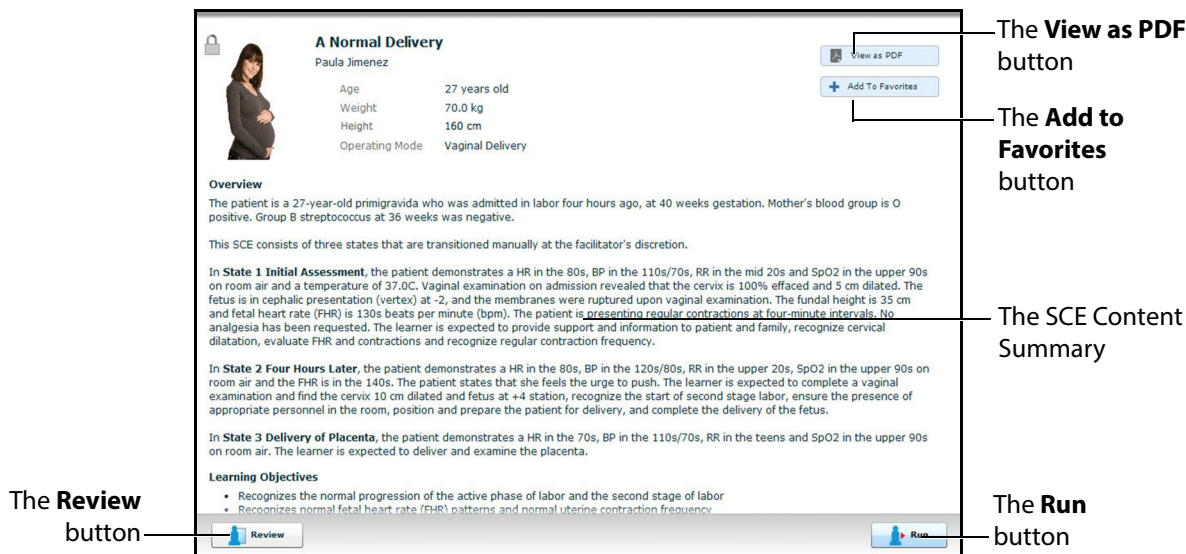 A Normal Delivery
Paula Jimenez
Age 27 years old
Weight 70.0 kg
Height 160 cm
Operating Mode Vaginal Delivery
View as PDF
Add To Favorites
The View as PDF
button
The Add to
Favorites
button
Overview
The patient is a 27-year-old primigravida who was admitted in labor four hours ago, at 40 weeks gestation. Mother's blood group is O
positive. Group B streptococcus at 36 weeks was negative.
This SCE consists of three states that are transitioned manually at the facilitator's discretion.
In State 1 Initial Assessment, the patient demonstrates a HR in the 80s, BP in the 110s/70s, RR in the mid 20s and SpO2 in the upper 90s
on room air and a temperature of 37.0C. Vaginal examination on admission revealed that the cervix is 100% effaced and 5 cm dilated. The
fetus is in cephalic presentation (vertex) at -2, and the membranes were ruptured upon vaginal examination. The fundal height is 35 cm
and fetal heart rate (FHR) is 130s beats per minute (bpm). The patient is presenting regular contractions at four-minute intervals. No
analgesia has been requested. The learner is expected to provide support and information to patient and family, recognize cervical
dilatation, evaluate FHR and contractions and recognize regular contraction frequency.
The SCE Content
Summary
In State 2 Four Hours Later, the patient demonstrates a HR in the 80s, BP in the 120s/80s, RR in the upper 20s, SpO2 in the upper 90s on
room air and the FHR is in the 140s. The patient states that she feels the urge to push. The learner is expected to complete a vaginal
examination and find the cervix 10 cm dilated and fetus at +4 station, recognize the start of second stage labor, ensure the presence of
appropriate personnel in the room, position and prepare the patient for delivery, and complete the delivery of the fetus.
In State 3 Delivery of Placenta, the patient demonstrates a HR in the 70s, BP in the 110s/70s, RR in the teens and SpO2 in the upper 90s
on room air. The learner is expected to deliver and examine the placenta.
Learning Objectives
• Recognizes the normal progression of the active phase of labor and the second stage of labor
• Recognizes normal fetal heart rate (FHR) patterns and normal uterine contraction frequency
The Review
button
Review
Run
The Run
button